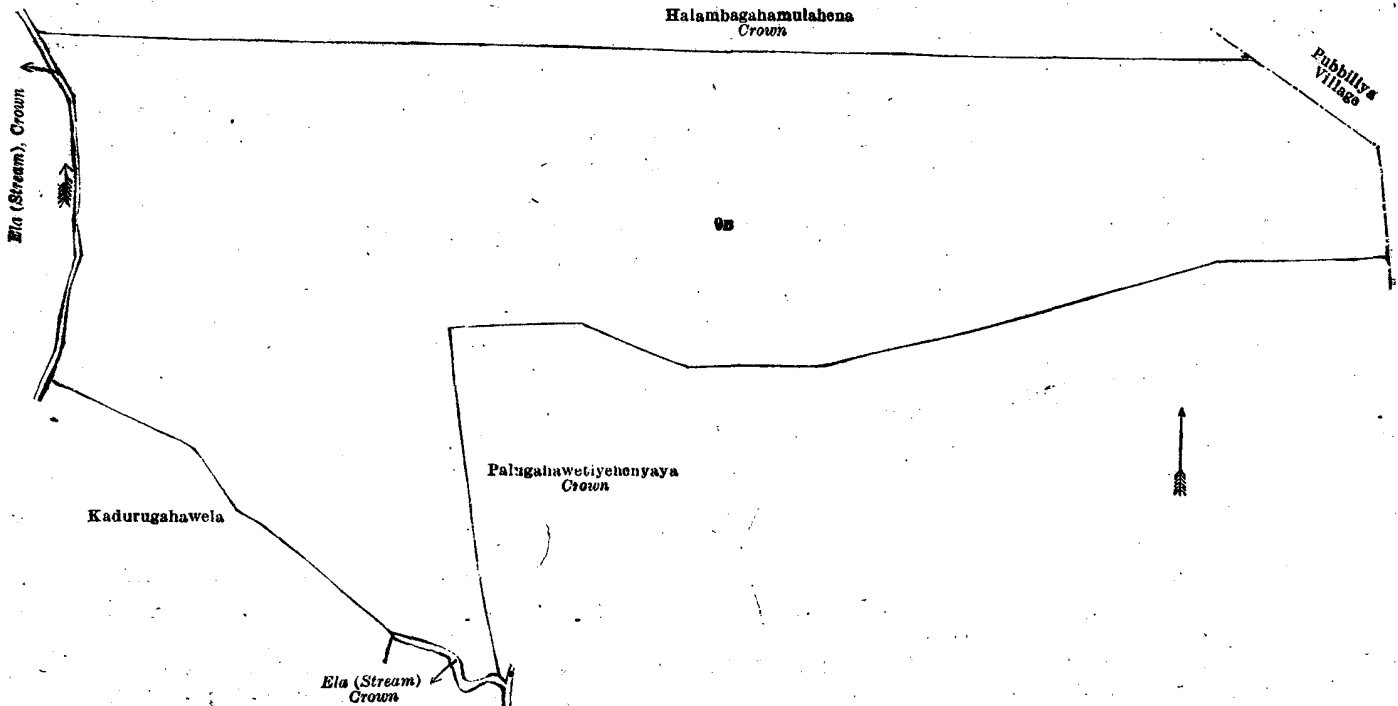 Halambagahamulahena
Crown
Pubbiliya
Village
Ela (Stream), Crown
9B
Palugahawetiyehenyaya
Crown
Kadurugahawela
Ela (Stream)
Crown